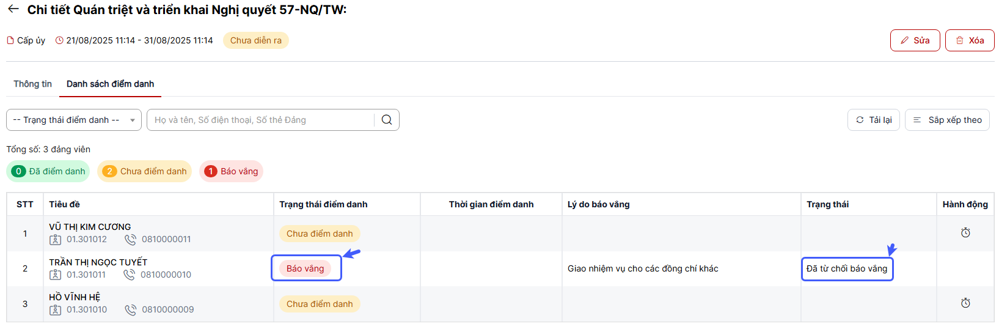 Chi tiết Quán triệt và triển khai Nghị quyết 57-NQ/TW:
Cấp ủy 21/08/2025 11:14 - 31/08/2025 11:14 Chưa diễn ra Sửa Xóa
Thông tin Danh sách điểm danh
-- Trạng thái điểm danh -- Họ và tên, Số điện thoại, Số thẻ Đảng Tải lại Sắp xếp theo
Tổng số: 3 đảng viên
0 Đã điểm danh 2 Chưa điểm danh 1 Báo vắng
STT Tiêu đề Trạng thái điểm danh Thời gian điểm danh Lý do báo vắng Trạng thái Hành động
1 VŨ THỊ KIM CƯƠNG Chưa điểm danh
01.301012 0810000011
2 TRẦN THỊ NGỌC TUYẾT Báo vắng Giao nhiệm vụ cho các đồng chí khác Đã từ chối báo vắng
01.301011 0810000010
3 HỒ VĨNH HỆ Chưa điểm danh
01.301010 0810000009